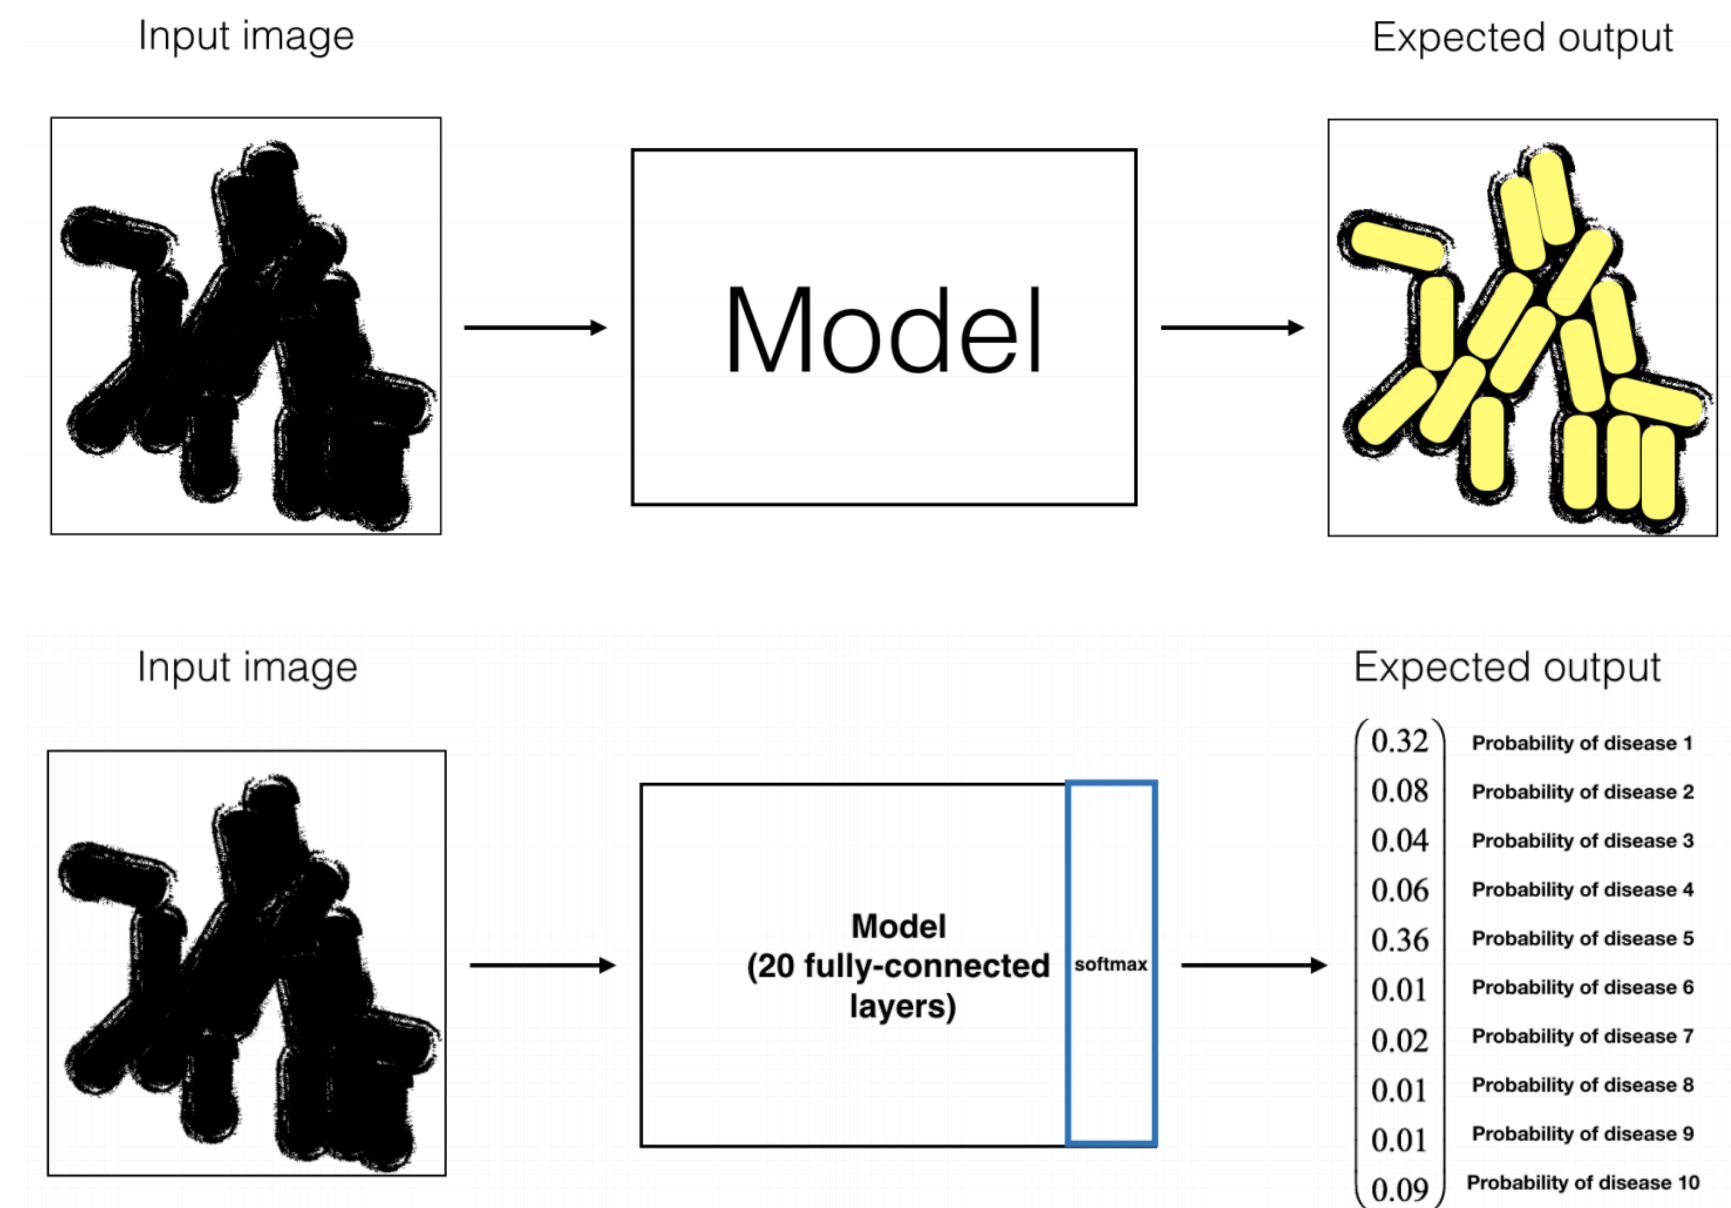 Input image
Expected output
Model
Input image
Expected output
Model
(20 fully-connected
layers)
softmax
0.32 Probability of disease 1
0.08 Probability of disease 2
0.04 Probability of disease 3
0.06 Probability of disease 4
0.36 Probability of disease 5
0.01 Probability of disease 6
0.02 Probability of disease 7
0.01 Probability of disease 8
0.01 Probability of disease 9
0.09 Probability of disease 10